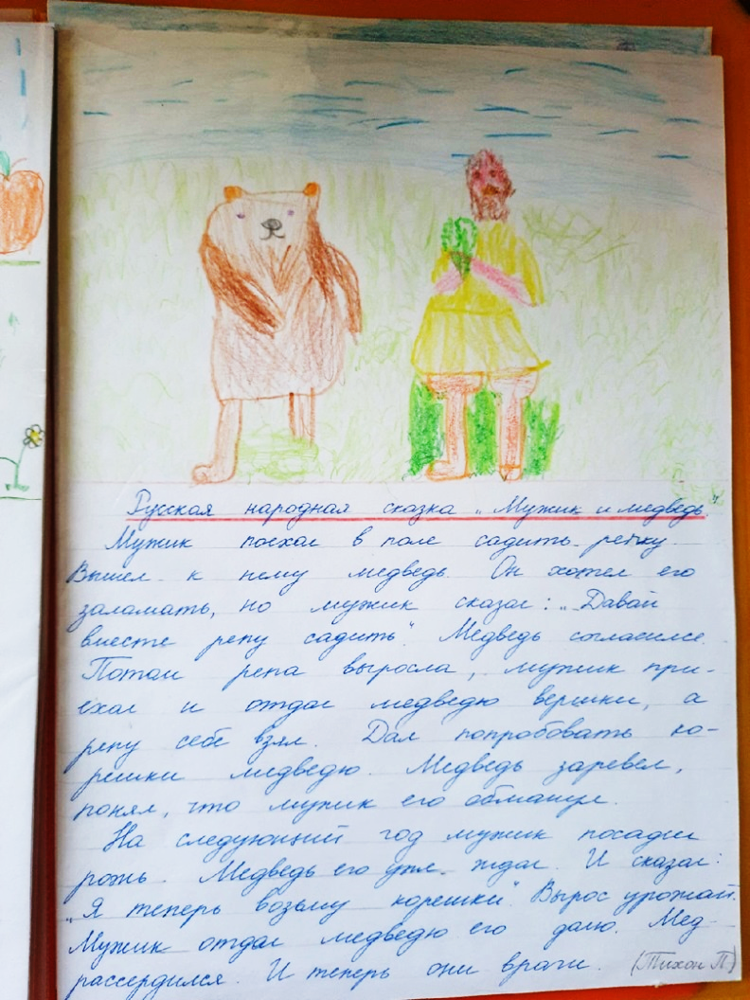 Русская народная сказка „Мужик и медведь"
Мужик поехал в поле садить репку.
Вышел к нему медведь. Он хотел его
заломать, но мужик сказал: „Давай
вместе репу садить". Медведь согласился.
Потом репа выросла, мужик при-
ехал и отдал медведю вершки, а
репу себе взял. Дал попробовать ко-
решки медведю. Медведь заревел,
понял, что мужик его обманул.
На следующий год мужик посадил
рожь. Медведь его уже ждал. И сказал:
„Я теперь возьму корешки". Вырос урожай.
Мужик отдал медведю его долю. Мед-
рассердился. И теперь они враги. (Тихон П)